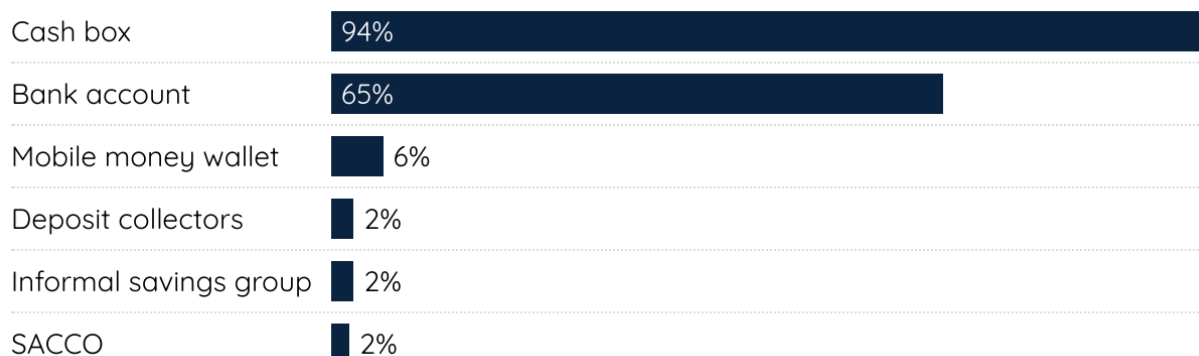 Cash box 94%
Bank account 65%
Mobile money wallet 6%
Deposit collectors 2%
Informal savings group 2%
SACCO 2%